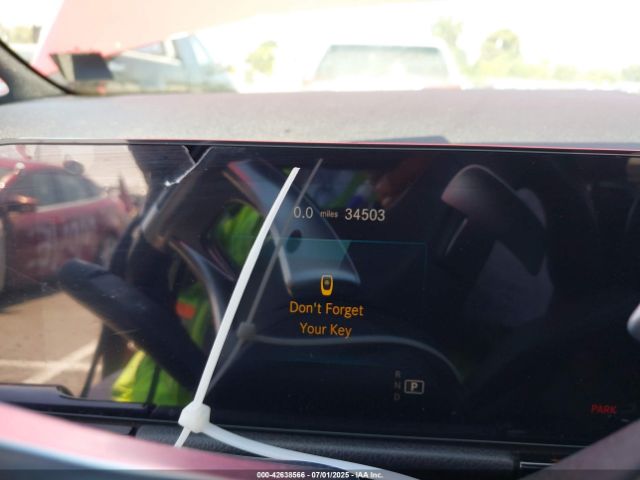 0.0 miles 34503
Don't Forget
Your Key
R
N P
D
PARK
000-42638566 - 07/01/2025 - IAA Inc.